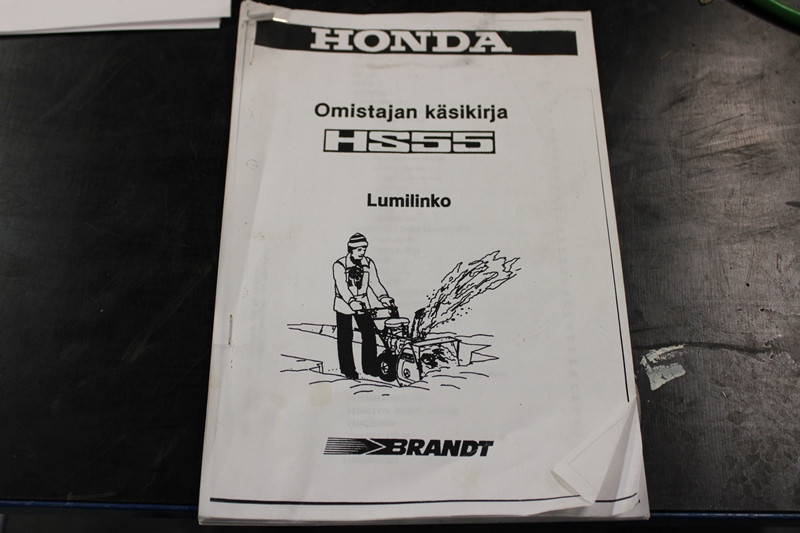 HONDA
Omistajan käsikirja
HS55
Lumilinko
BRANDT